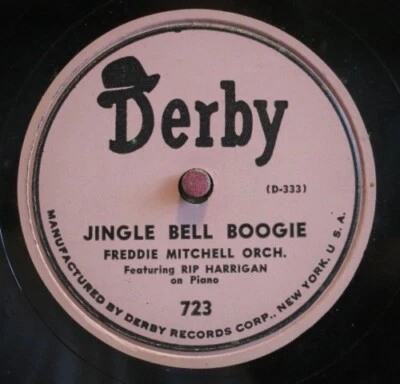 Derby
(D-333)
JINGLE BELL BOOGIE
FREDDIE MITCHELL ORCH.
Featuring RIP HARRIGAN
on Piano
723
MANUFACTURED BY DERBY RECORDS CORP., NEW YORK, U. S. A.